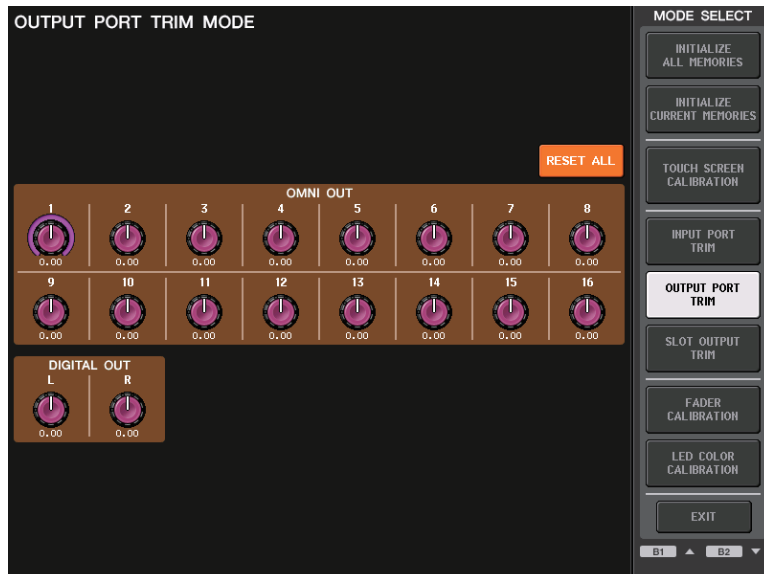 OUTPUT PORT TRIM MODE
RESET ALL
OMNI OUT
1 2 3 4 5 6 7 8
0.00 0.00 0.00 0.00 0.00 0.00 0.00 0.00
9 10 11 12 13 14 15 16
0.00 0.00 0.00 0.00 0.00 0.00 0.00 0.00
DIGITAL OUT
L R
0.00 0.00
MODE SELECT
INITIALIZE
ALL MEMORIES
INITIALIZE
CURRENT MEMORIES
TOUCH SCREEN
CALIBRATION
INPUT PORT
TRIM
OUTPUT PORT
TRIM
SLOT OUTPUT
TRIM
FADER
CALIBRATION
LED COLOR
CALIBRATION
EXIT
B1 ▲ B2 ▼